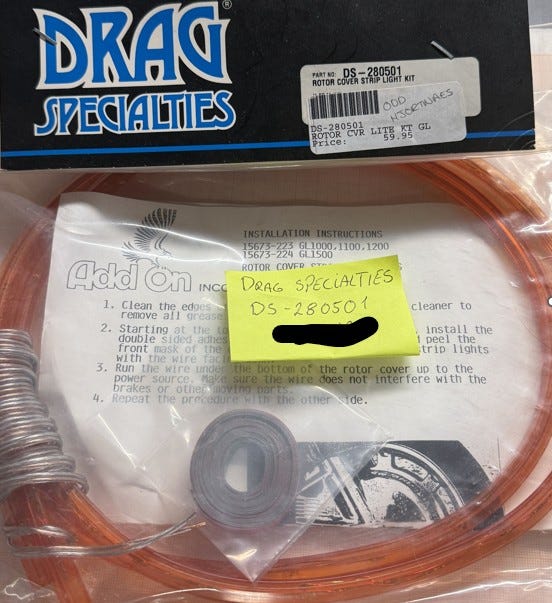 DRAG
SPECIALTIES®
PART NO: DS-280501
ROTOR COVER STRIP LIGHT KIT
ODD
HJORTNAES
DS-280501
ROTOR CVR LITE KT GL
Price: 59.95
INSTALLATION INSTRUCTIONS
15673-223 GL1000,1100,1200
15673-224 GL1500
ROTOR COVER
Add On INC
DRAG SPECIALTIES
DS-280501
1. Clean the edges cleaner to
remove all grease
2. Starting at the install the
double sided peel the
front mask of the strip lights
with the wire
3. Run the wire under the bottom of the rotor cover up to the
power source. Make sure the wire does not interfere with the
brakes or other moving parts.
4. Repeat the precedure with the other side.